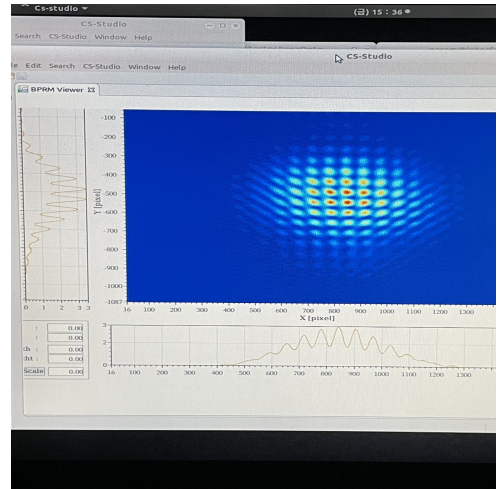 Cs-studio
(금) 15 : 36
CS-Studio
Search CS-Studio Window Help
CS-Studio
Edit Search CS-Studio Window Help
BPRM Viewer
-100
-200
-300
-400
-500
-600
-700
-800
-900
-1000
-1087
Y [pixel]
0 1 2 3 3
16 100 200 300 400 500 600 700 800 900 1000 1100 1200 1300
X [pixel]
: 0.00
: 0.00
: 0.00
ht : 0.00
Scale 0.00
3
2
0
16 100 200 300 400 500 600 700 800 900 1000 1100 1200 1300